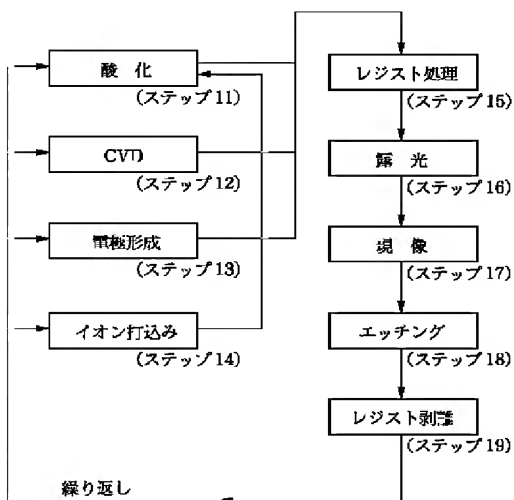 酸 化
(ステップ11)
CVD
(ステップ12)
電極形成
(ステップ13)
イオン打込み
(ステップ14)
レジスト処理
(ステップ15)
露 光
(ステップ16)
現 像
(ステップ17)
エッチング
(ステップ18)
レジスト剥離
(ステップ19)
繰り返し